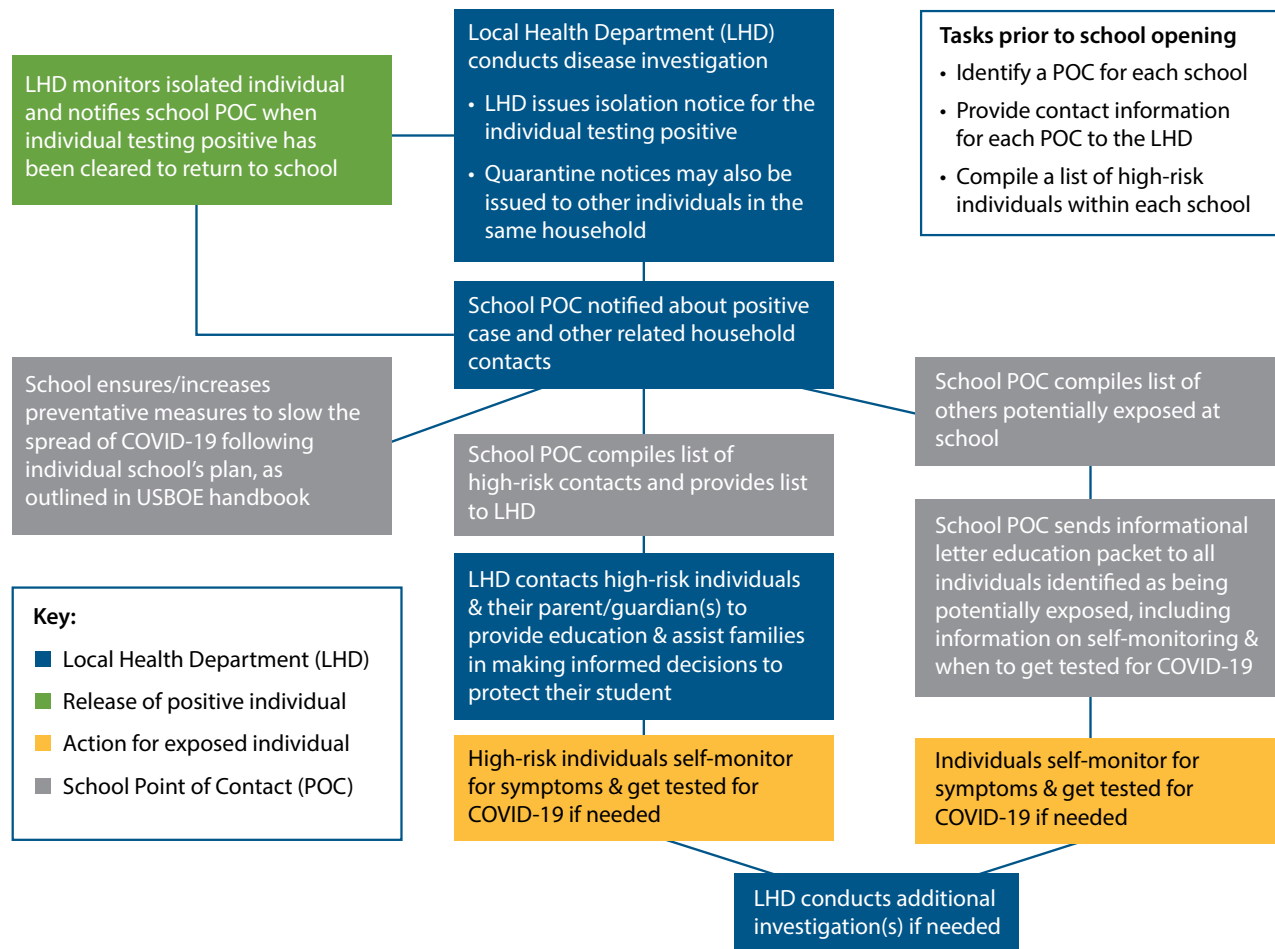 Local Health Department (LHD)
conducts disease investigation
• LHD issues isolation notice for the
individual testing positive
• Quarantine notices may also be
issued to other individuals in the
same household
LHD monitors isolated individual
and notifies school POC when
individual testing positive has
been cleared to return to school
Tasks prior to school opening
• Identify a POC for each school
• Provide contact information
for each POC to the LHD
• Compile a list of high-risk
individuals within each school
School POC notified about positive
case and other related household
contacts
School ensures/increases
preventative measures to slow the
spread of COVID-19 following
individual school's plan, as
outlined in USBOE handbook
School POC compiles list of
high-risk contacts and provides list
to LHD
School POC compiles list of
others potentially exposed at
school
LHD contacts high-risk individuals
& their parent/guardian(s) to
provide education & assist families
in making informed decisions to
protect their student
School POC sends informational
letter education packet to all
individuals identified as being
potentially exposed, including
information on self-monitoring &
when to get tested for COVID-19
Key:
Local Health Department (LHD)
Release of positive individual
Action for exposed individual
School Point of Contact (POC)
High-risk individuals self-monitor
for symptoms & get tested for
COVID-19 if needed
Individuals self-monitor for
symptoms & get tested for
COVID-19 if needed
LHD conducts additional
investigation(s) if needed